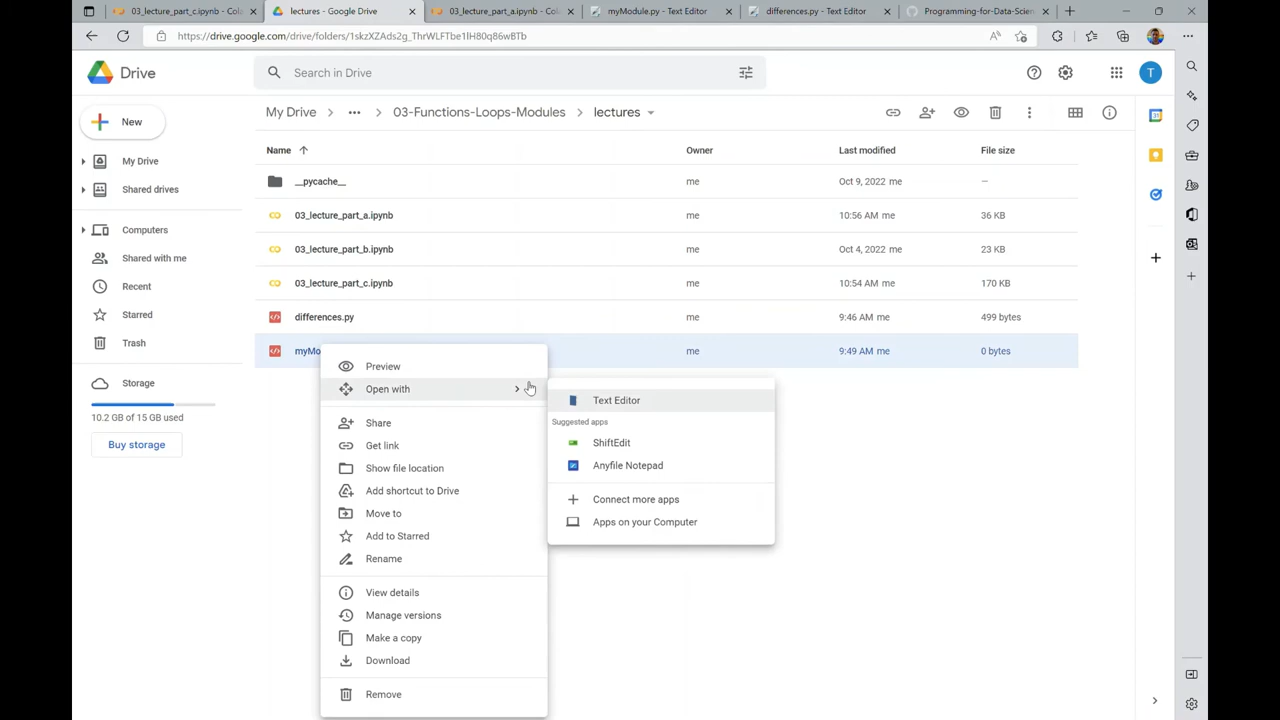 03_lecture_part_c.ipynb - Cola
lectures - Google Drive
03_lecture_part_a.ipynb - Cola
myModule.py - Text Editor
differences.py - Text Editor
Programming-for-Data-Scien
https://drive.google.com/drive/folders/1skzXZAds2g_ThrWLFTbe1lH80q86wBTb
Drive
Search in Drive
T
New
My Drive
03-Functions-Loops-Modules
lectures
Name
Owner
Last modified
File size
My Drive
Shared drives
Computers
Shared with me
Recent
Starred
Trash
Storage
10.2 GB of 15 GB used
Buy storage
__pycache__
me
Oct 9, 2022 me
—
03_lecture_part_a.ipynb
me
10:56 AM me
36 KB
03_lecture_part_b.ipynb
me
Oct 4, 2022 me
23 KB
03_lecture_part_c.ipynb
me
10:54 AM me
170 KB
differences.py
me
9:46 AM me
499 bytes
myMo
me
9:49 AM me
0 bytes
Preview
Open with
Share
Get link
Show file location
Add shortcut to Drive
Move to
Add to Starred
Rename
View details
Manage versions
Make a copy
Download
Remove
Text Editor
Suggested apps
ShiftEdit
Anyfile Notepad
Connect more apps
Apps on your Computer